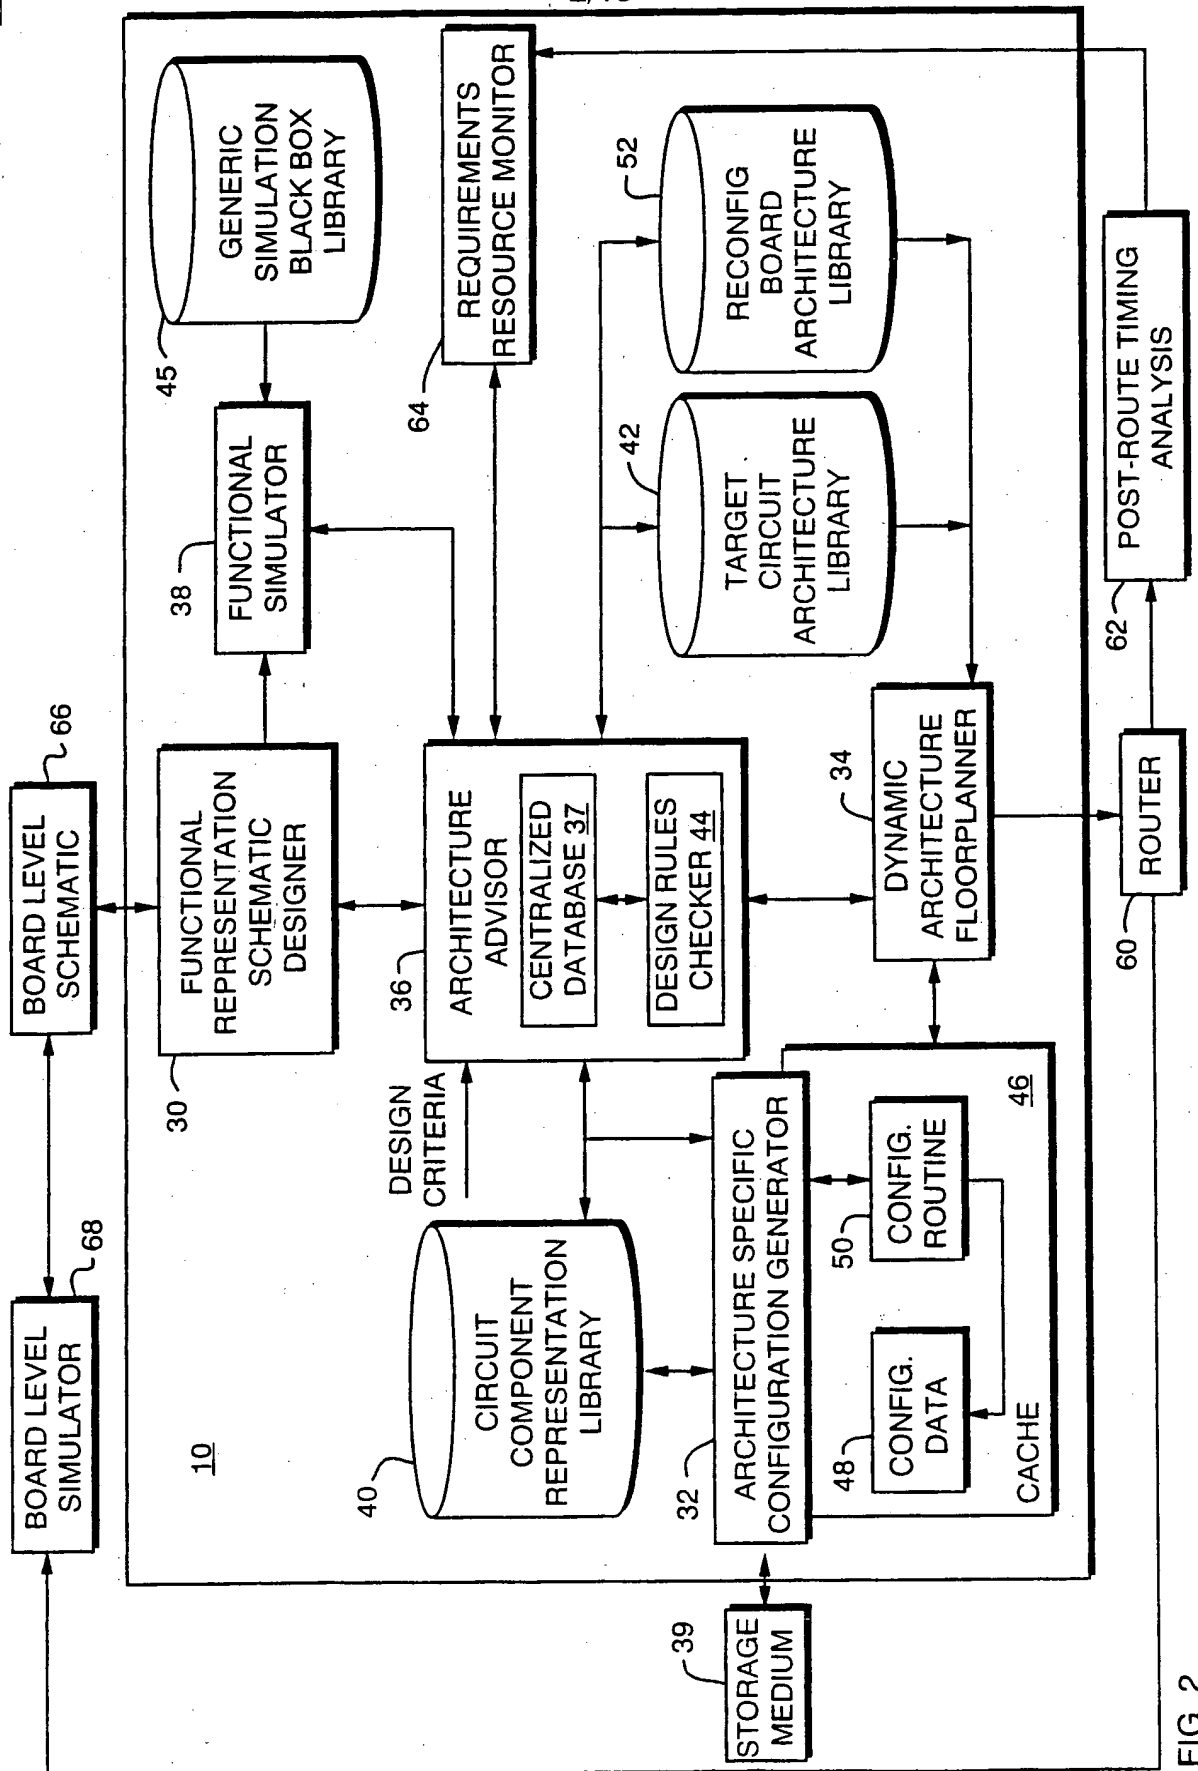 BOARD LEVEL
SIMULATOR
68
BOARD LEVEL
SCHEMATIC
66
10
30
FUNCTIONAL
REPRESENTATION
SCHEMATIC
DESIGNER
38
FUNCTIONAL
SIMULATOR
45
GENERIC
SIMULATION
BLACK BOX
LIBRARY
DESIGN
CRITERIA
36
ARCHITECTURE
ADVISOR
CENTRALIZED
DATABASE 37
DESIGN RULES
CHECKER 44
64
REQUIREMENTS
RESOURCE MONITOR
40
CIRCUIT
COMPONENT
REPRESENTATION
LIBRARY
42
TARGET
CIRCUIT
ARCHITECTURE
LIBRARY
52
RECONFIG
BOARD
ARCHITECTURE
LIBRARY
39
STORAGE
MEDIUM
32
ARCHITECTURE SPECIFIC
CONFIGURATION GENERATOR
48
CONFIG.
DATA
50
CONFIG.
ROUTINE
46
CACHE
34
DYNAMIC
ARCHITECTURE
FLOORPLANNER
60
ROUTER
62
POST-ROUTE TIMING
ANALYSIS
FIG. 2